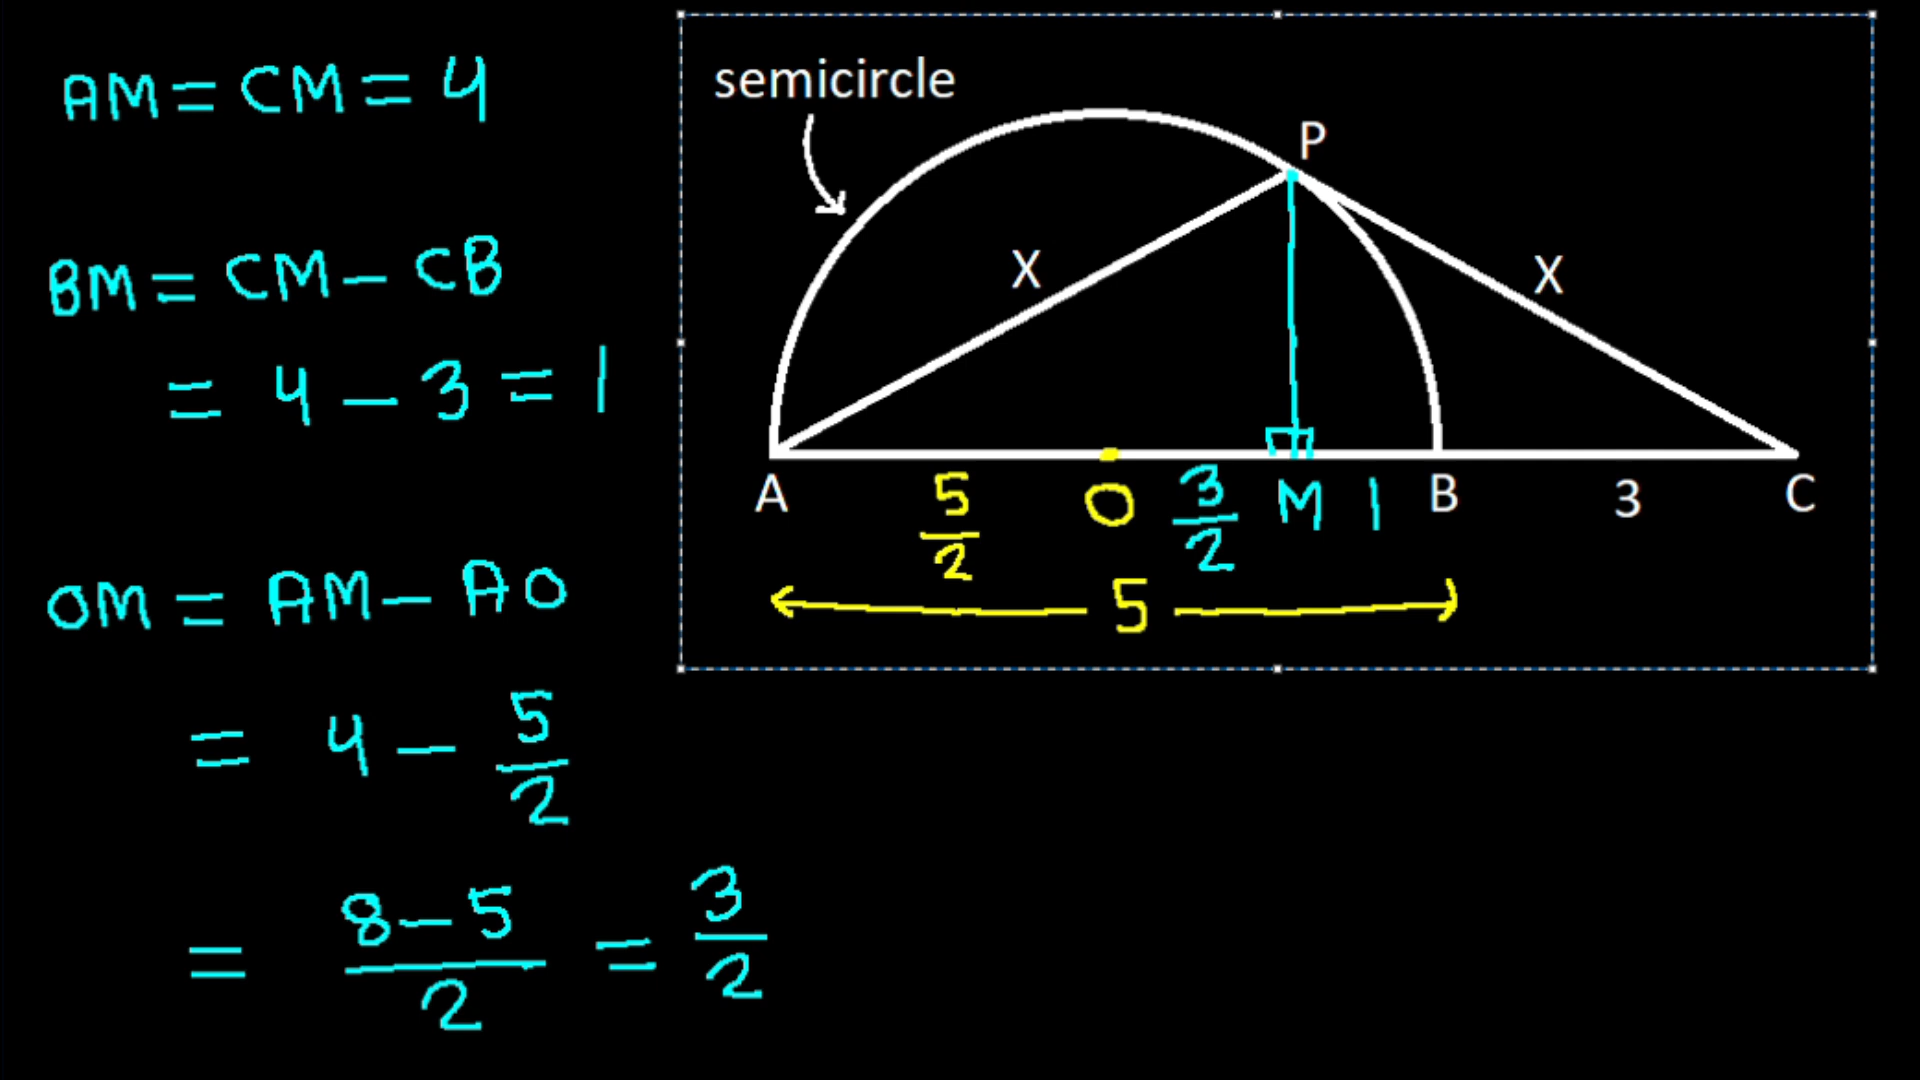 AM = CM = 4
BM = CM - CB
= 4 - 3 = 1
OM = AM - AO
= 4 - 5/2
= 8-5/2 = 3/2
semicircle
P
X X
A 5/2 O 3/2 M 1 B 3 C
5